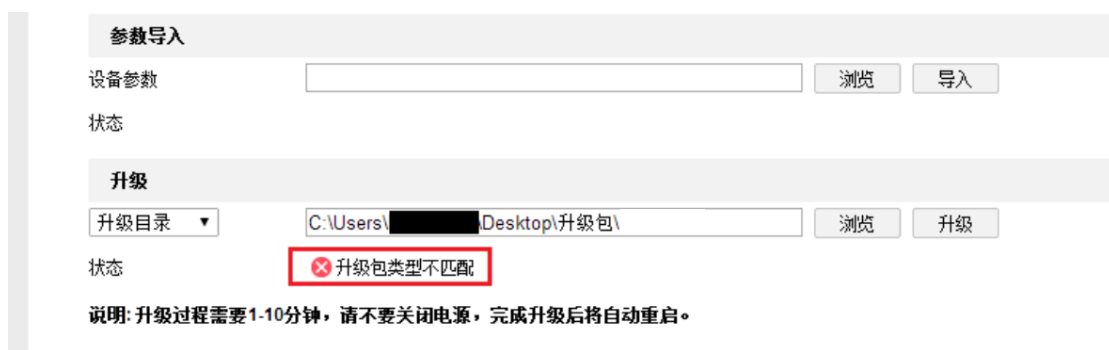 参数导入
设备参数 浏览 导入
状态
升级
升级目录 ▼ C:\Users\ \Desktop\升级包\ 浏览 升级
状态 升级包类型不匹配
说明: 升级过程需要1-10分钟，请不要关闭电源，完成升级后将自动重启。